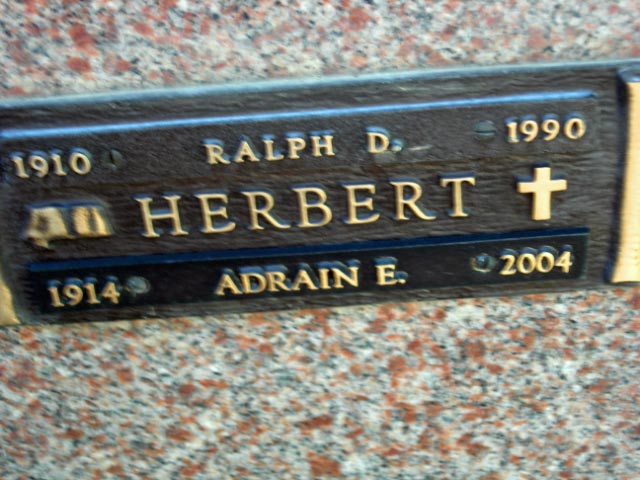 1910 RALPH D. 1990
HERBERT
1914 ADRAIN E. 2004